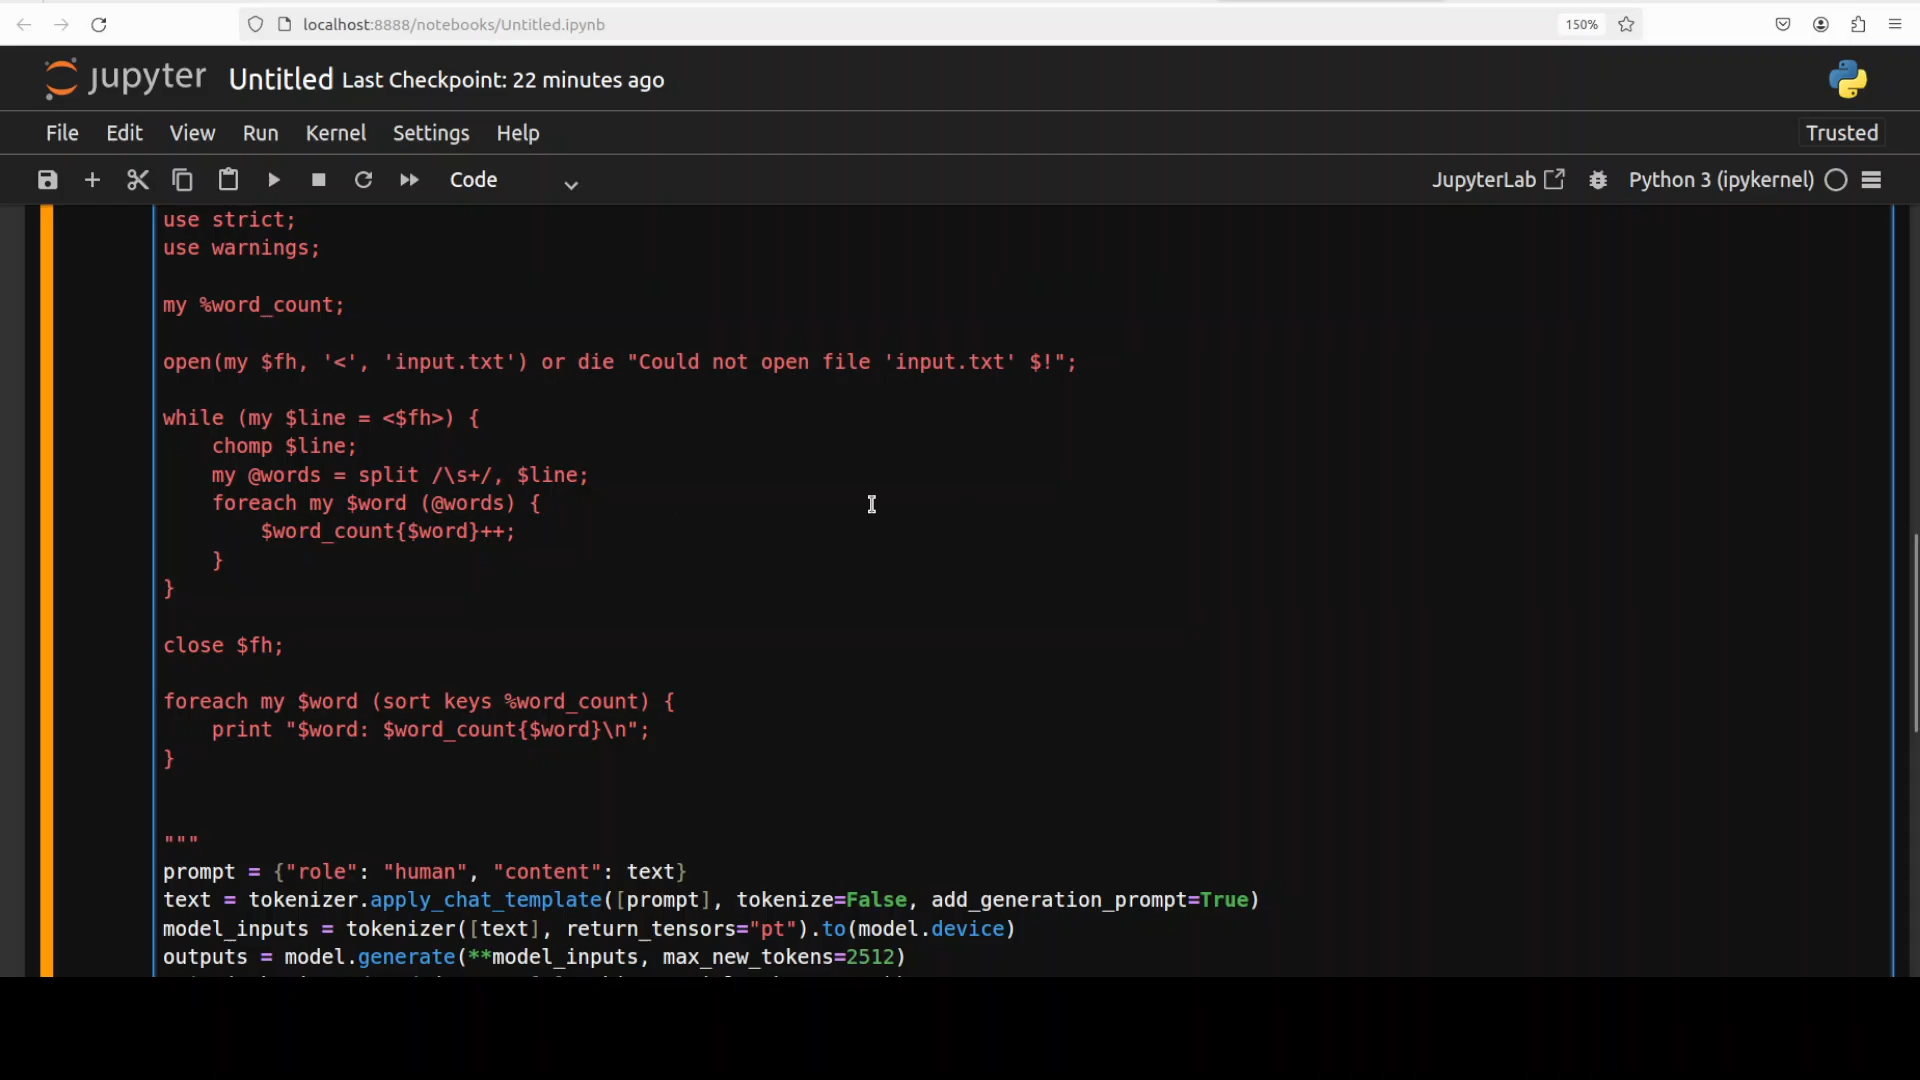 localhost:8888/notebooks/Untitled.ipynb
150%
jupyter Untitled Last Checkpoint: 22 minutes ago
File Edit View Run Kernel Settings Help
Trusted
Code
JupyterLab
Python 3 (ipykernel)
use strict;
use warnings;
my %word_count;
open(my $fh, '<', 'input.txt') or die "Could not open file 'input.txt' $!";
while (my $line = <$fh>) {
    chomp $line;
    my @words = split /\s+/, $line;
    foreach my $word (@words) {
        $word_count{$word}++;
    }
}
close $fh;
foreach my $word (sort keys %word_count) {
    print "$word: $word_count{$word}\n";
}
"""
prompt = {"role": "human", "content": text}
text = tokenizer.apply_chat_template([prompt], tokenize=False, add_generation_prompt=True)
model_inputs = tokenizer([text], return_tensors="pt").to(model.device)
outputs = model.generate(**model_inputs, max_new_tokens=2512)